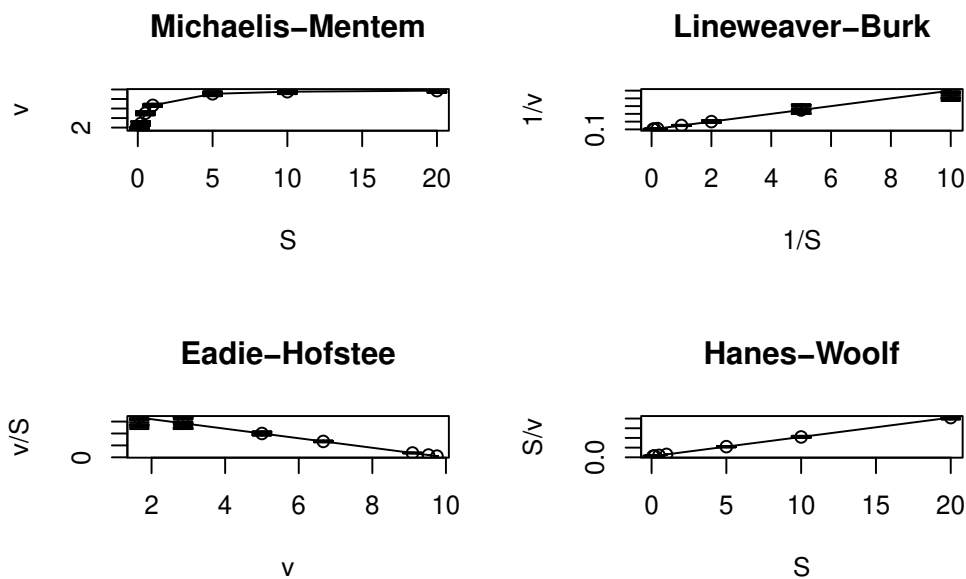 Michaelis−Mentem
v
2
0 5 10 15 20
S
Lineweaver−Burk
1/v
0.1
0 2 4 6 8 10
1/S
Eadie−Hofstee
v/S
0
2 4 6 8 10
v
Hanes−Woolf
S/v
0.0
0 5 10 15 20
S